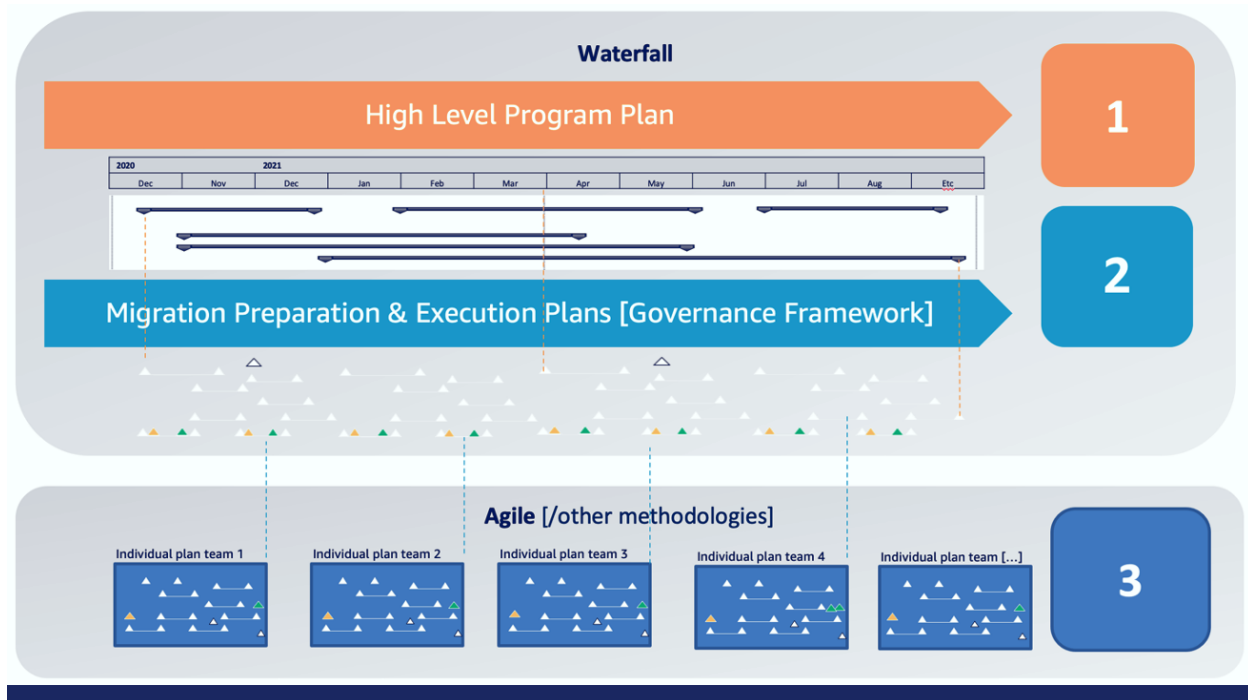 Waterfall
High Level Program Plan
1
2020 2021
Dec Nov Dec Jan Feb Mar Apr May Jun Jul Aug Etc
2
Migration Preparation & Execution Plans [Governance Framework]
Agile [/other methodologies]
Individual plan team 1 Individual plan team 2 Individual plan team 3 Individual plan team 4 Individual plan team [...]
3